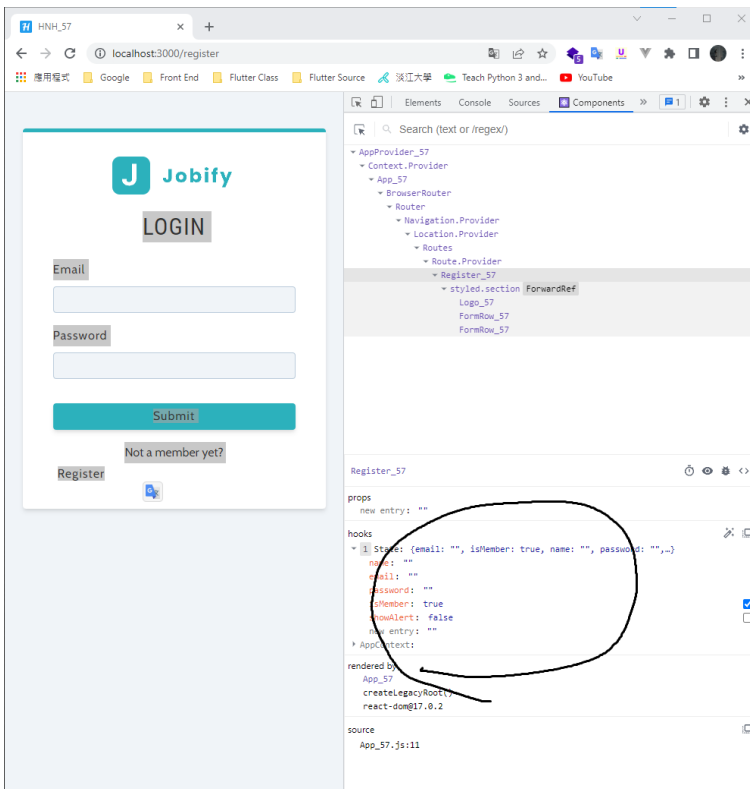 HNH_57
localhost:3000/register
應用程式 Google Front End Flutter Class Flutter Source 淡江大學 Teach Python 3 and... YouTube »
Elements Console Sources Components » 1
Search (text or /regex/)
AppProvider_57
Context.Provider
App_57
BrowserRouter
Router
Navigation.Provider
Location.Provider
Routes
Route.Provider
Register_57
styled.section ForwardRef
Logo_57
FormRow_57
FormRow_57
J Jobify
LOGIN
Email
Password
Submit
Not a member yet?
Register
Register_57
props
new entry: ""
hooks
1 State: {email: "", isMember: true, name: "", password: "",…}
name: ""
email: ""
password: ""
isMember: true
showAlert: false
new entry: ""
AppContext:
rendered by
App_57
createLegacyRoot()
react-dom@17.0.2
source
App_57.js:11